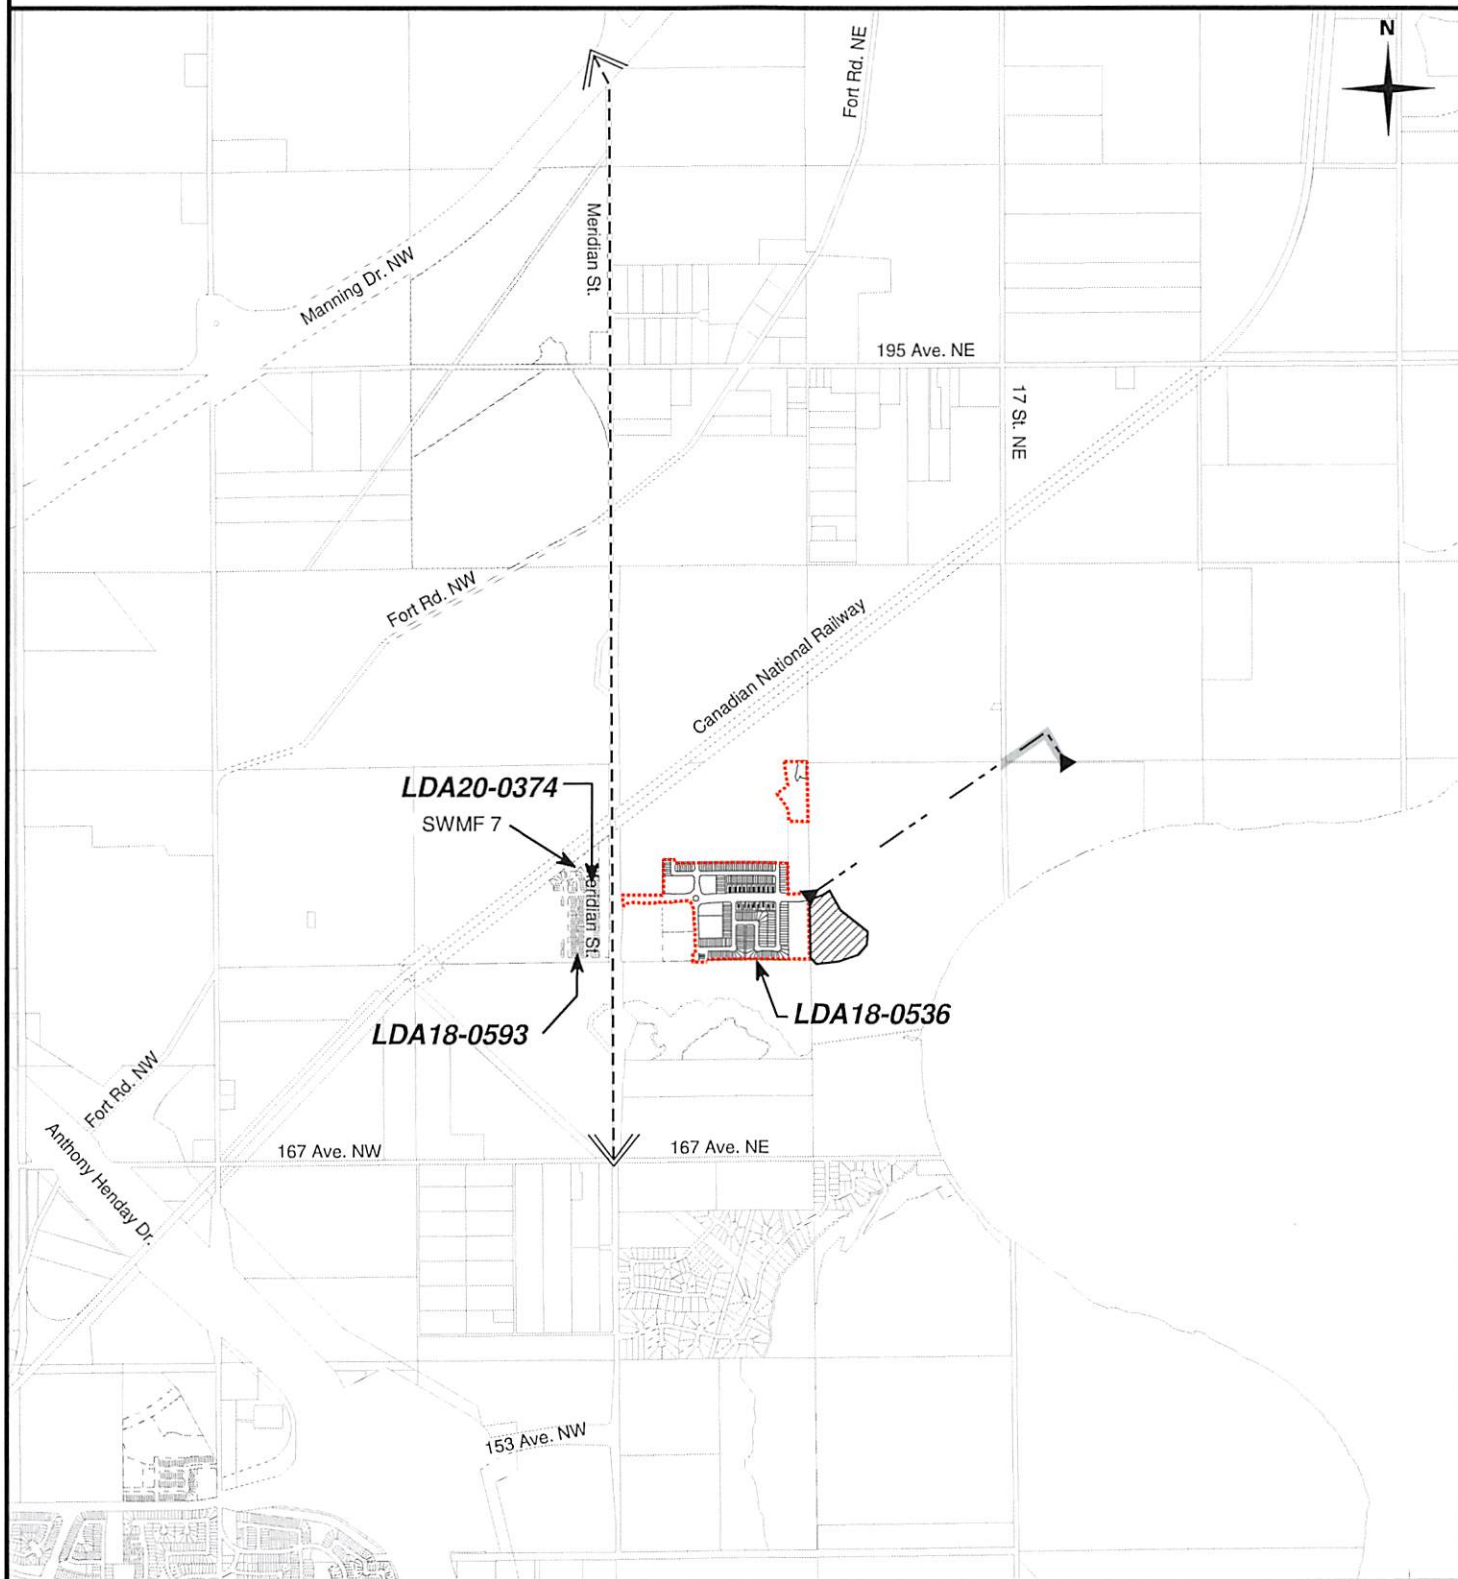 N
Fort Rd. NE
Meridian St.
Manning Dr. NW
195 Ave. NE
17 St. NE
Fort Rd. NW
Canadian National Railway
LDA20-0374
SWMF 7
Meridian St.
LDA18-0536
LDA18-0593
Fort Rd. NW
Anthony Henday Dr.
167 Ave. NW
167 Ave. NE
153 Ave. NW